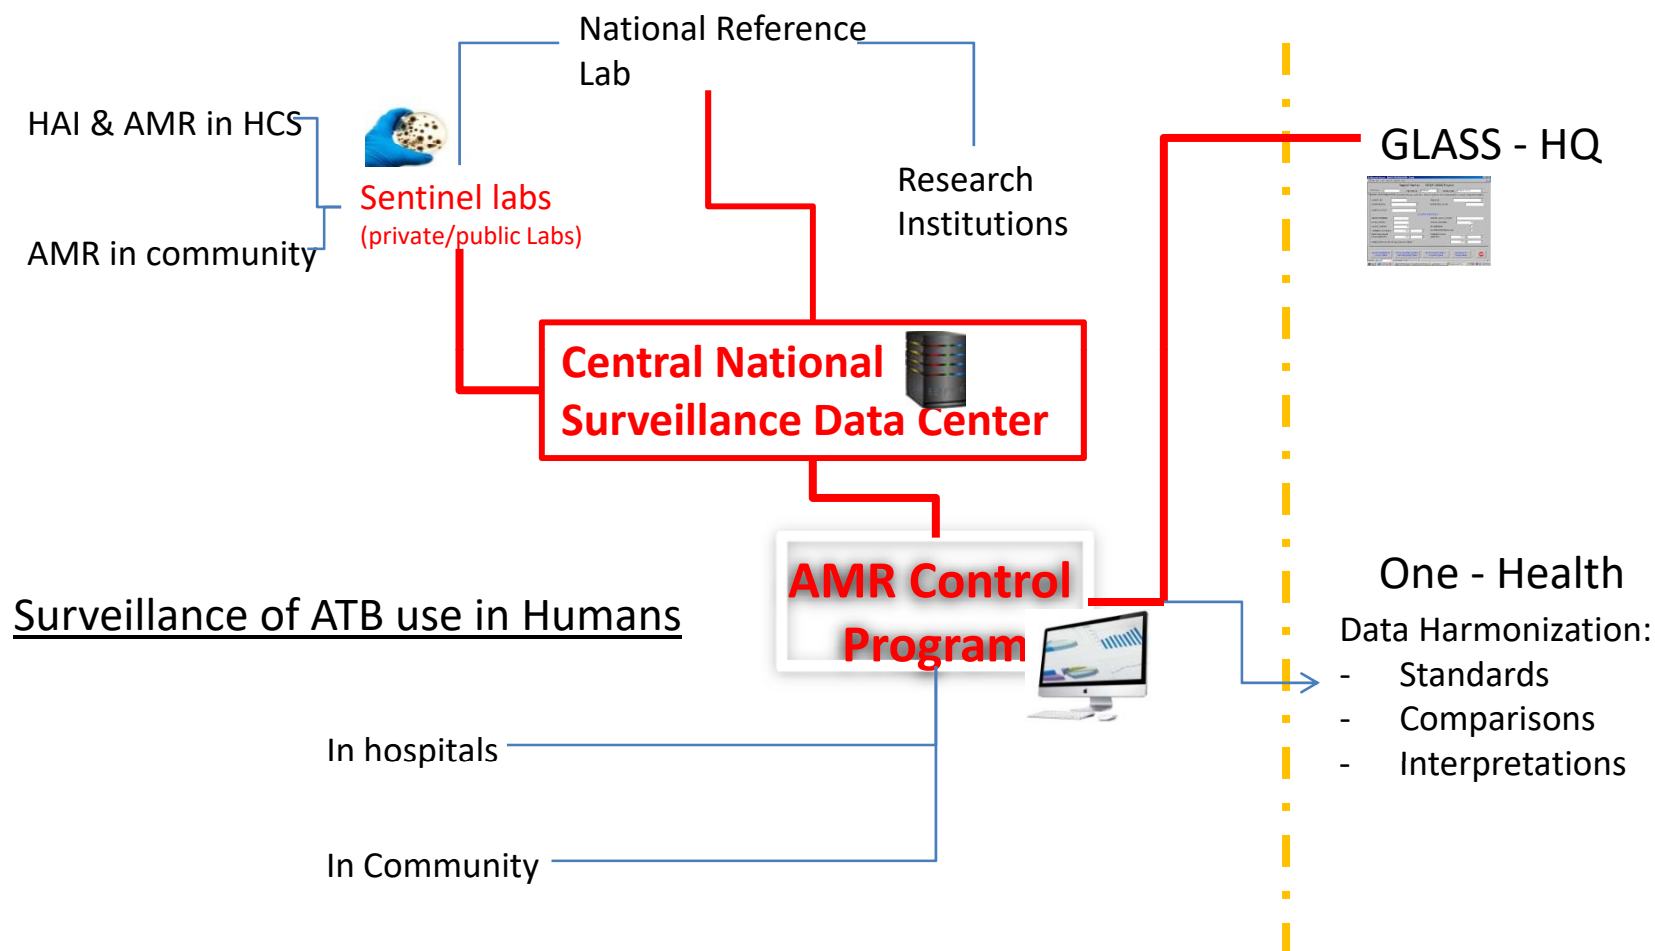 National Reference
Lab
HAI & AMR in HCS
GLASS - HQ
Sentinel labs
(private/public Labs)
Research
Institutions
AMR in community
Central National
Surveillance Data Center
AMR Control
Program
Surveillance of ATB use in Humans
One - Health
Data Harmonization:
- Standards
- Comparisons
- Interpretations
In hospitals
In Community